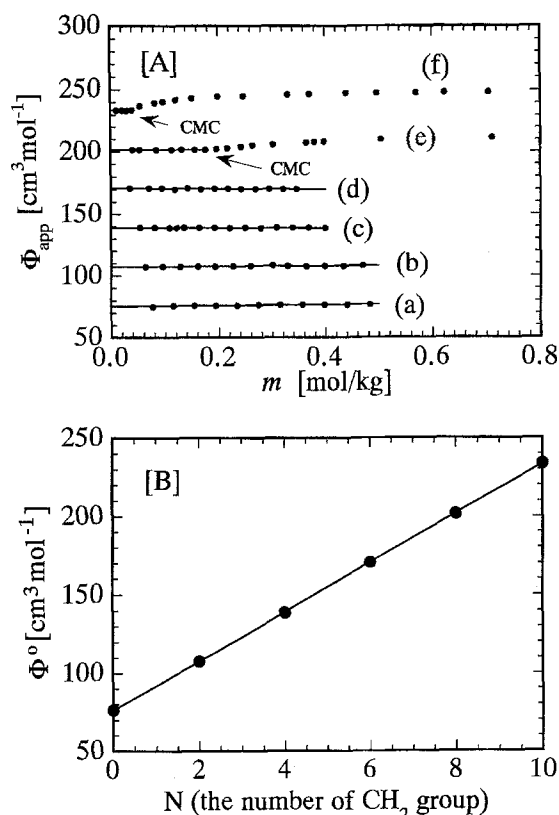 [A]
300
250
200
150
100
50
Φapp [cm³mol⁻¹]
(f)
CMC
(e)
CMC
(d)
(c)
(b)
(a)
0.0 0.2 0.4 0.6 0.8
m [mol/kg]
[B]
250
200
150
100
50
Φ° [cm³mol⁻¹]
0 2 4 6 8 10
N (the number of CH₂ group)